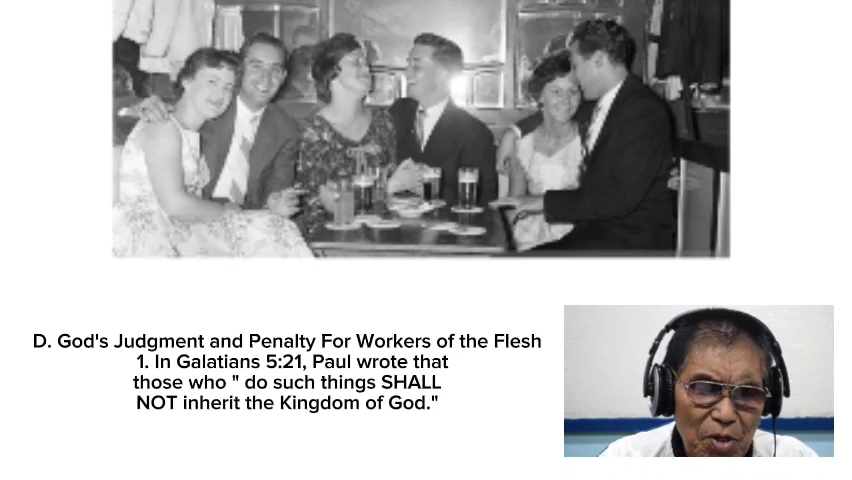 D. God's Judgment and Penalty For Workers of the Flesh
1. In Galatians 5:21, Paul wrote that
those who " do such things SHALL
NOT inherit the Kingdom of God."